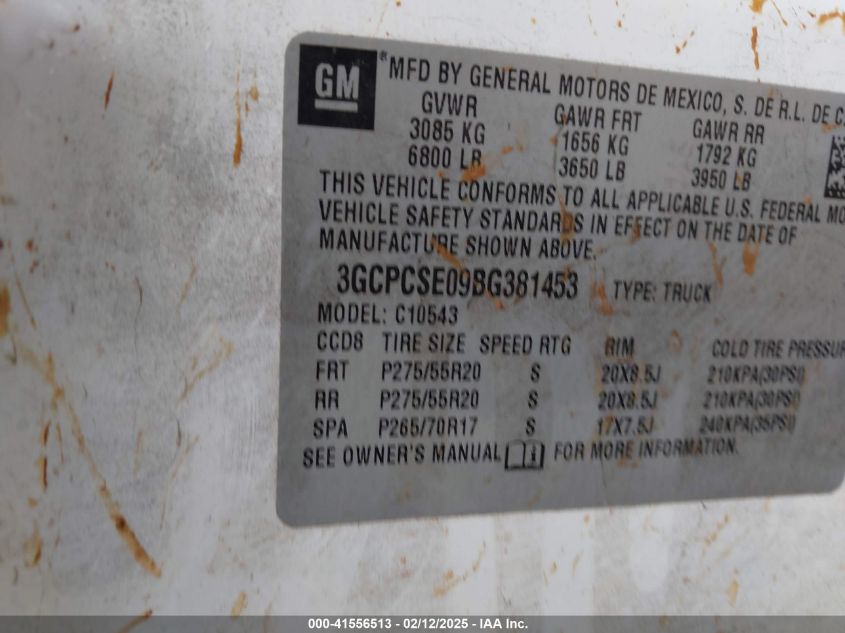 GM
® MFD BY GENERAL MOTORS DE MEXICO, S. DE R.L. DE C.
GVWR GAWR FRT GAWR RR
3085 KG 1656 KG 1792 KG
6800 LB 3650 LB 3950 LB
THIS VEHICLE CONFORMS TO ALL APPLICABLE U.S. FEDERAL MO
VEHICLE SAFETY STANDARDS IN EFFECT ON THE DATE OF
MANUFACTURE SHOWN ABOVE.
3GCPCSE09BG381453 TYPE: TRUCK
MODEL: C10543
CCD8 TIRE SIZE SPEED RTG RIM COLD TIRE PRESSUR
FRT P275/55R20 S 20X8.5J 210KPA(30PSI)
RR P275/55R20 S 20X8.5J 210KPA(30PSI)
SPA P265/70R17 S 17X7.5J 240KPA(35PSI)
SEE OWNER'S MANUAL FOR MORE INFORMATION.
000-41556513 - 02/12/2025 - IAA Inc.